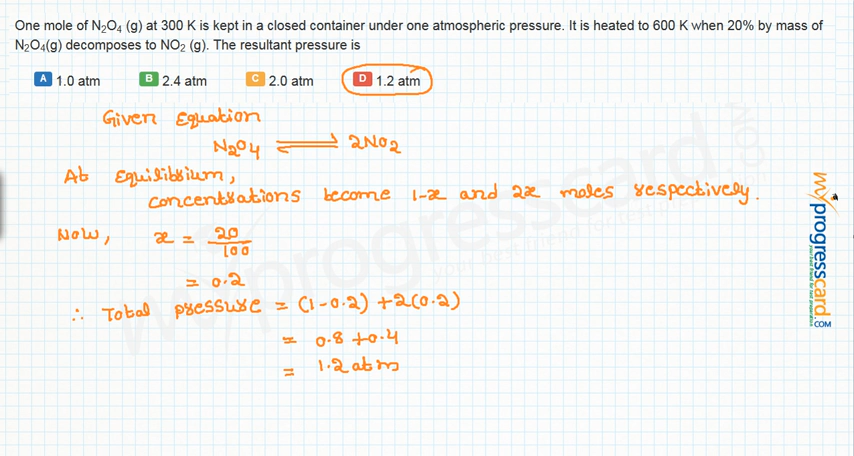 One mole of N₂O₄ (g) at 300 K is kept in a closed container under one atmospheric pressure. It is heated to 600 K when 20% by mass of
N₂O₄(g) decomposes to NO₂ (g). The resultant pressure is
A 1.0 atm B 2.4 atm C 2.0 atm D 1.2 atm
Given Equation
N₂O₄ ⇌ 2NO₂
At Equilibrium,
concentrations become 1-x and 2x moles respectively.
Now, x = 20/100
= 0.2
∴ Total pressure = (1-0.2) + 2(0.2)
= 0.8 + 0.4
= 1.2 atm
myprogresscard
.COM